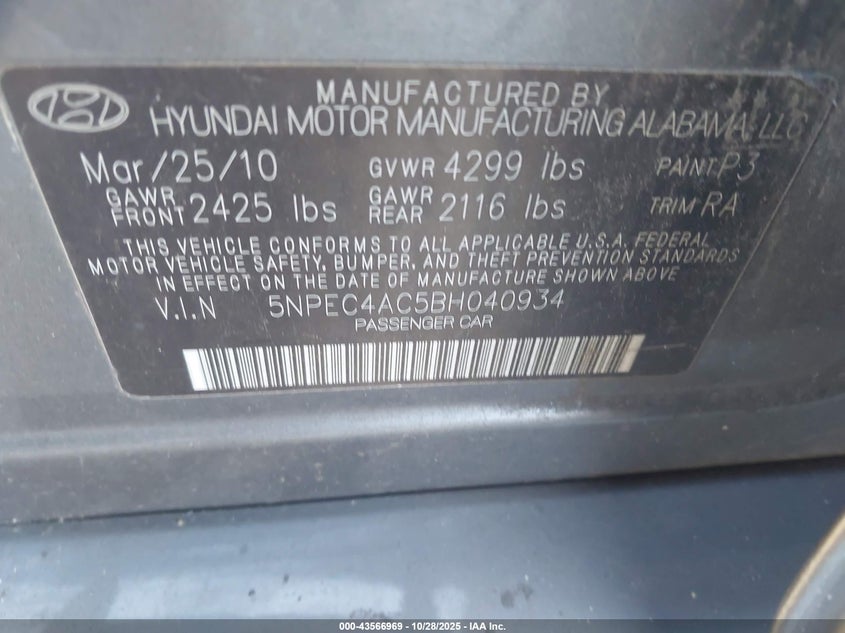 MANUFACTURED BY
HYUNDAI MOTOR MANUFACTURING ALABAMA, LLC
Mar/25/10 GVWR 4299 lbs PAINT P3
GAWR FRONT 2425 lbs GAWR REAR 2116 lbs TRIM RA
THIS VEHICLE CONFORMS TO ALL APPLICABLE U.S.A. FEDERAL
MOTOR VEHICLE SAFETY, BUMPER, AND THEFT PREVENTION STANDARDS
IN EFFECT ON THE DATE OF MANUFACTURE SHOWN ABOVE
V.I.N 5NPEC4AC5BH040934
PASSENGER CAR
000-43566969 - 10/28/2025 - IAA Inc.